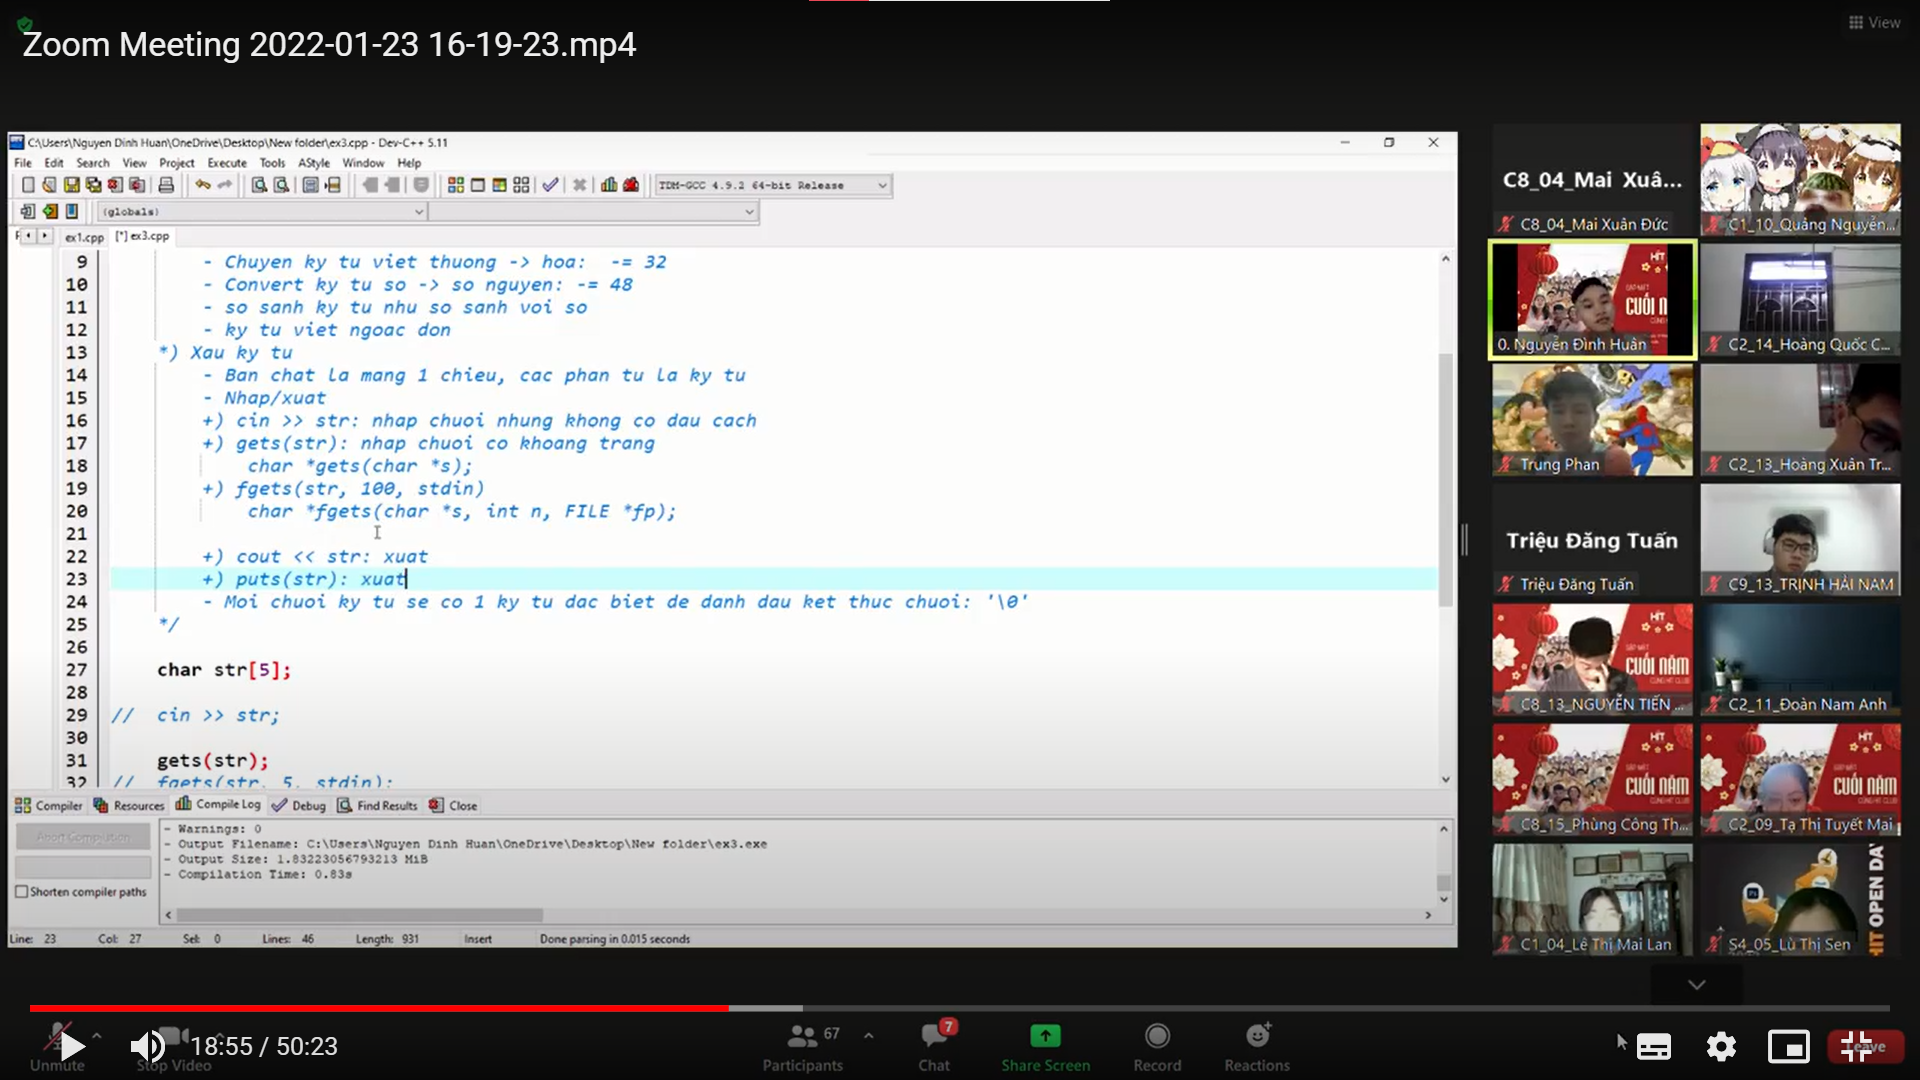 Zoom Meeting 2022-01-23 16-19-23.mp4
View
C:\Users\Nguyen Dinh Huan\OneDrive\Desktop\New folder\ex3.cpp - Dev-C++ 5.11
File Edit Search View Project Execute Tools AStyle Window Help
TDM-GCC 4.9.2 64-bit Release
(globals)
ex1.cpp [*] ex3.cpp
9 - Chuyen ky tu viet thuong -> hoa: -= 32
10 - Convert ky tu so -> so nguyen: -= 48
11 - so sanh ky tu nhu so sanh voi so
12 - ky tu viet ngoac don
13 *) Xau ky tu
14 - Ban chat la mang 1 chieu, cac phan tu la ky tu
15 - Nhap/xuat
16 +) cin >> str: nhap chuoi nhung khong co dau cach
17 +) gets(str): nhap chuoi co khoang trang
18 char *gets(char *s);
19 +) fgets(str, 100, stdin)
20 char *fgets(char *s, int n, FILE *fp);
21
22 +) cout << str: xuat
23 +) puts(str): xuat
24 - Moi chuoi ky tu se co 1 ky tu dac biet de danh dau ket thuc chuoi: '\0'
25 */
26
27 char str[5];
28
29 // cin >> str;
30
31 gets(str);
32 // fgets(str, 5, stdin);
Compiler Resources Compile Log Debug Find Results Close
Abort Compilation
Shorten compiler paths
- Warnings: 0
- Output Filename: C:\Users\Nguyen Dinh Huan\OneDrive\Desktop\New folder\ex3.exe
- Output Size: 1.83223056793213 MiB
- Compilation Time: 0.83s
Line: 23 Col: 27 Sel: 0 Lines: 46 Length: 931 Insert Done parsing in 0.015 seconds
C8_04_Mai Xuâ...
C8_04_Mai Xuân Đức
C1_10_Quảng Nguyễn...
0. Nguyễn Đình Huân
C2_14_Hoàng Quốc C...
Trung Phan
C2_13_Hoàng Xuân Tr...
Triệu Đăng Tuấn
Triệu Đăng Tuấn
C9_13_TRỊNH HẢI NAM
HIT
CUỐI NĂM
C8_13_NGUYỄN TIẾN ...
C2_11_Đoàn Nam Anh
HIT
CUỐI NĂM
C8_15_Phùng Công Th...
HIT
CUỐI NĂM
C2_09_Tạ Thị Tuyết Mai
C1_04_Lê Thị Mai Lan
HIT OPEN DAY
S4_05_Lù Thị Sen
18:55 / 50:23
Unmute
Stop Video
67
Participants
7
Chat
Share Screen
Record
Reactions
Leave